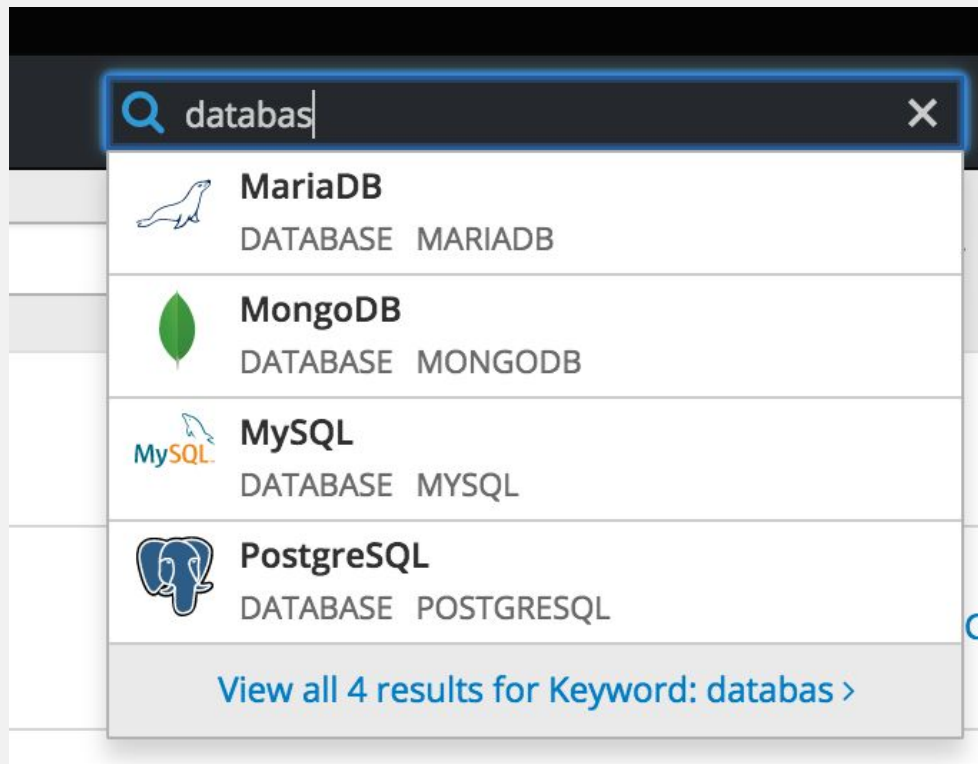 databas
MariaDB
DATABASE MARIADB
MongoDB
DATABASE MONGODB
MySQL
MySQL
DATABASE MYSQL
PostgreSQL
DATABASE POSTGRESQL
View all 4 results for Keyword: databas >